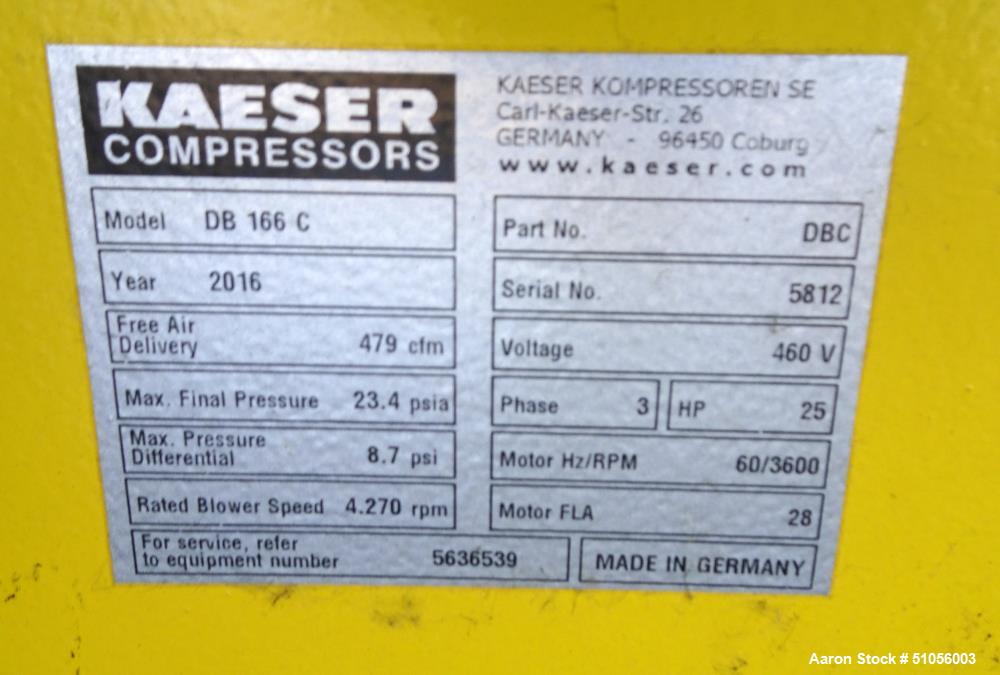 KAESER
COMPRESSORS
KAESER KOMPRESSOREN SE
Carl-Kaeser-Str. 26
GERMANY - 96450 Coburg
www.kaeser.com
Model DB 166 C
Part No. DBC
Year 2016
Serial No. 5812
Free Air
Delivery 479 cfm
Voltage 460 V
Max. Final Pressure 23.4 psia
Phase 3 HP 25
Max. Pressure
Differential 8.7 psi
Motor Hz/RPM 60/3600
Rated Blower Speed 4.270 rpm
Motor FLA 28
For service, refer
to equipment number 5636539
MADE IN GERMANY
Aaron Stock # 51056003